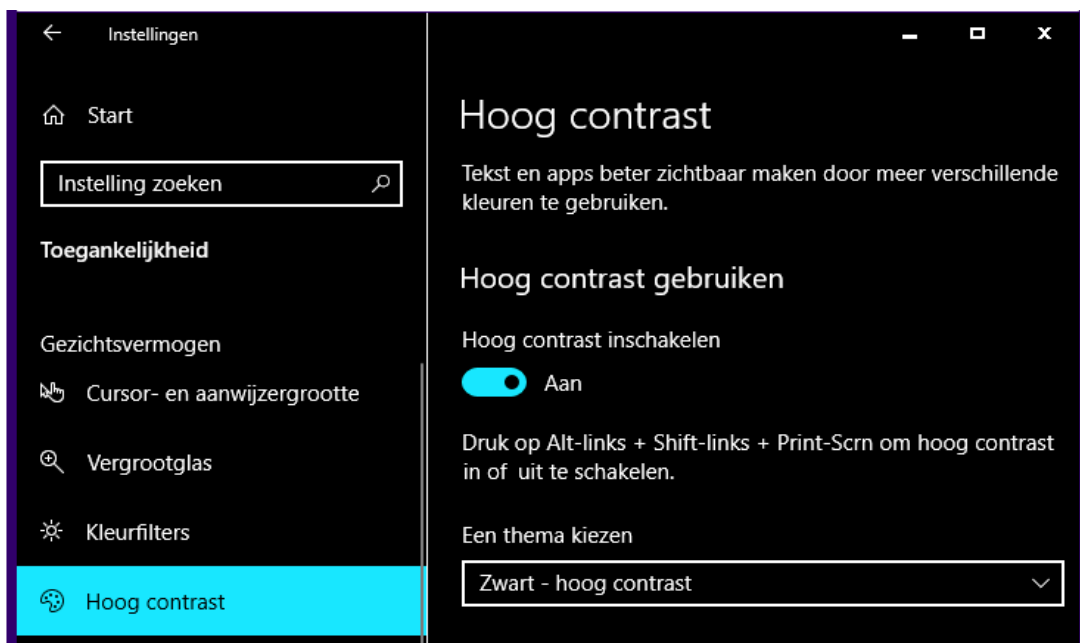 Instellingen
Start
Instelling zoeken
Toegankelijkheid
Gezichtsvermogen
Cursor- en aanwijzergrootte
Vergrootglas
Kleurfilters
Hoog contrast
Hoog contrast
Tekst en apps beter zichtbaar maken door meer verschillende
kleuren te gebruiken.
Hoog contrast gebruiken
Hoog contrast inschakelen
Aan
Druk op Alt-links + Shift-links + Print-Scrn om hoog contrast
in of uit te schakelen.
Een thema kiezen
Zwart - hoog contrast